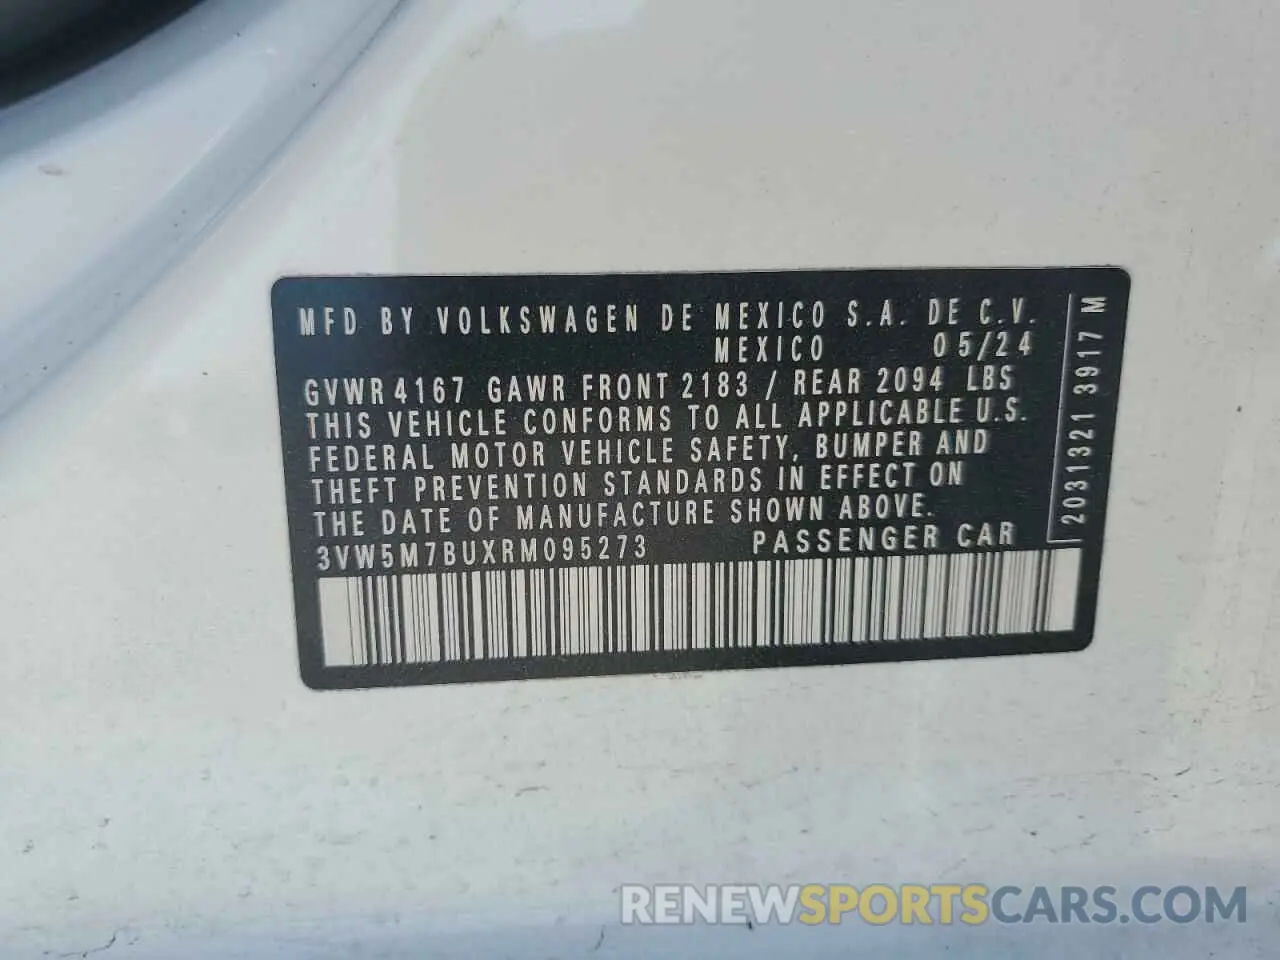 MFD BY VOLKSWAGEN DE MEXICO S.A. DE C.V.
MEXICO 05/24
GVWR 4167 GAWR FRONT 2183 / REAR 2094 LBS
THIS VEHICLE CONFORMS TO ALL APPLICABLE U.S.
FEDERAL MOTOR VEHICLE SAFETY, BUMPER AND
THEFT PREVENTION STANDARDS IN EFFECT ON
THE DATE OF MANUFACTURE SHOWN ABOVE.
3VW5M7BUXRM095273 PASSENGER CAR
2031321 3917 M
RENEWSPORTSCARS.COM